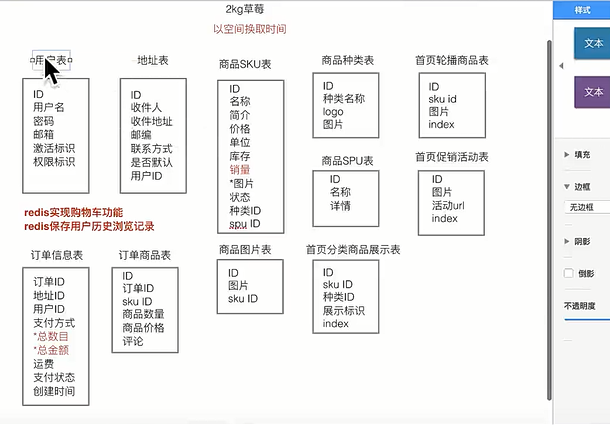 2kg草莓
以空间换取时间
用户表
ID
用户名
密码
邮箱
激活标识
权限标识
地址表
ID
收件人
收件地址
邮编
联系方式
是否默认
用户ID
商品SKU表
ID
名称
简介
价格
单位
库存
销量
*图片
状态
种类ID
spu ID
商品种类表
ID
种类名称
logo
图片
首页轮播商品表
ID
sku id
图片
index
商品SPU表
ID
名称
详情
首页促销活动表
ID
图片
活动url
index
redis实现购物车功能
redis保存用户历史浏览记录
订单信息表
订单ID
地址ID
用户ID
支付方式
*总数目
*总金额
运费
支付状态
创建时间
订单商品表
ID
订单ID
sku ID
商品数量
商品价格
评论
商品图片表
ID
图片
sku ID
首页分类商品展示表
ID
sku ID
种类ID
展示标识
index
样式
文本
文本
填充
边框
无边框
阴影
倒影
不透明度